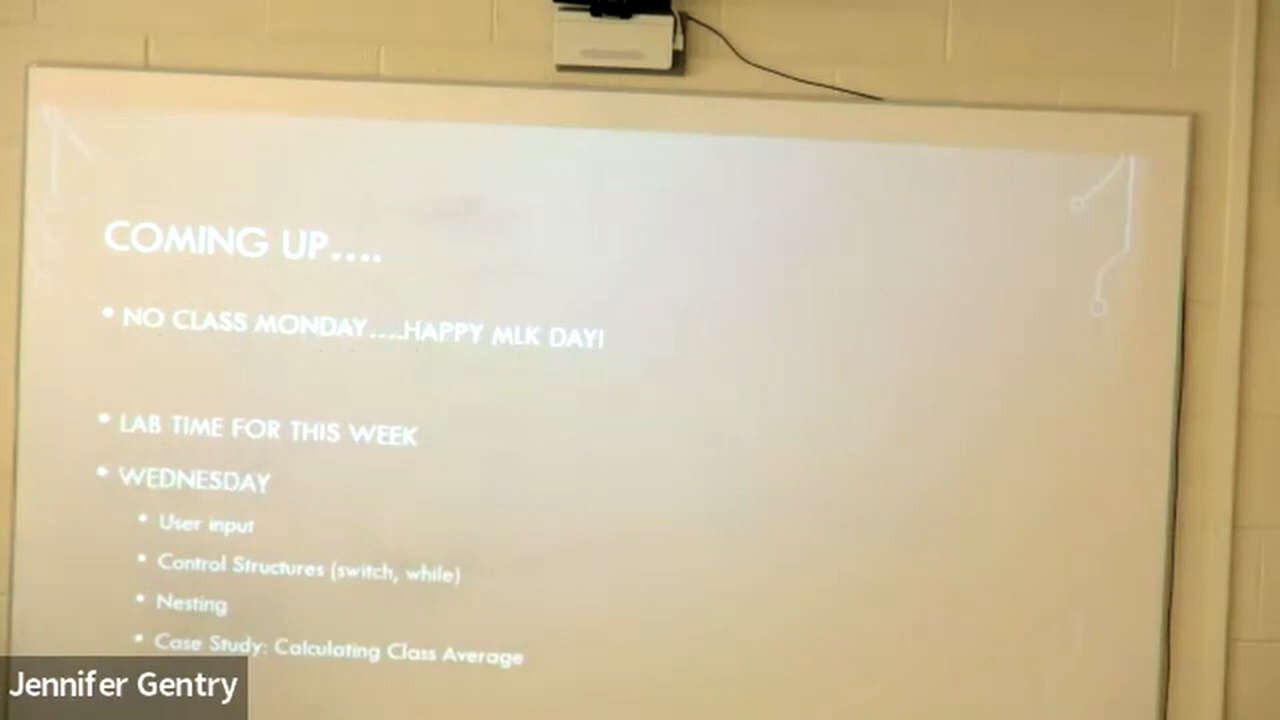 COMING UP....
• NO CLASS MONDAY....HAPPY MLK DAY!
• LAB TIME FOR THIS WEEK
• WEDNESDAY
• User input
• Control Structures (switch, while)
• Nesting
• Case Study: Calculating Class Average
Jennifer Gentry